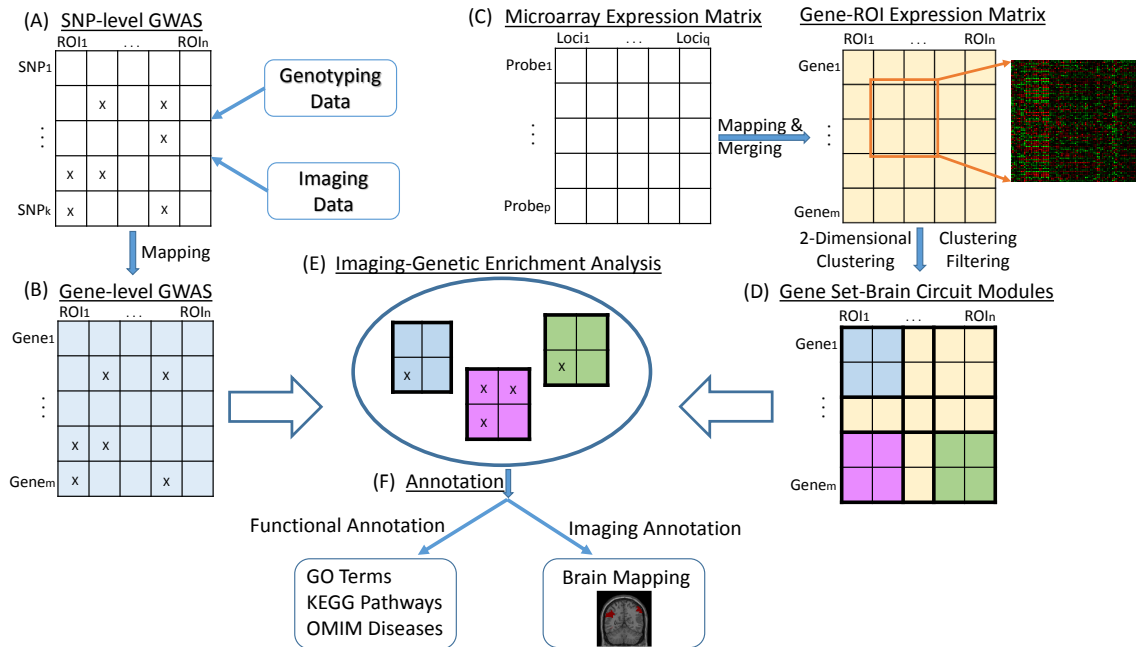 (A) SNP-level GWAS
ROI1 ... ROIn
SNP1
x x
⋮ x
x x
SNPk x x
Genotyping
Data
Imaging
Data
Mapping
(B) Gene-level GWAS
ROI1 ... ROIn
Gene1
x x
⋮
x x
Genem x x
(C) Microarray Expression Matrix
Loci1 ... Lociq
Probe1
⋮
Probep
Mapping &
Merging
Gene-ROI Expression Matrix
ROI1 ... ROIn
Gene1
⋮
Genem
2-Dimensional
Clustering
Clustering
Filtering
(D) Gene Set-Brain Circuit Modules
ROI1 ... ROIn
Gene1
⋮
Genem
(E) Imaging-Genetic Enrichment Analysis
x
x x
x
x
(F) Annotation
Functional Annotation
Imaging Annotation
GO Terms
KEGG Pathways
OMIM Diseases
Brain Mapping